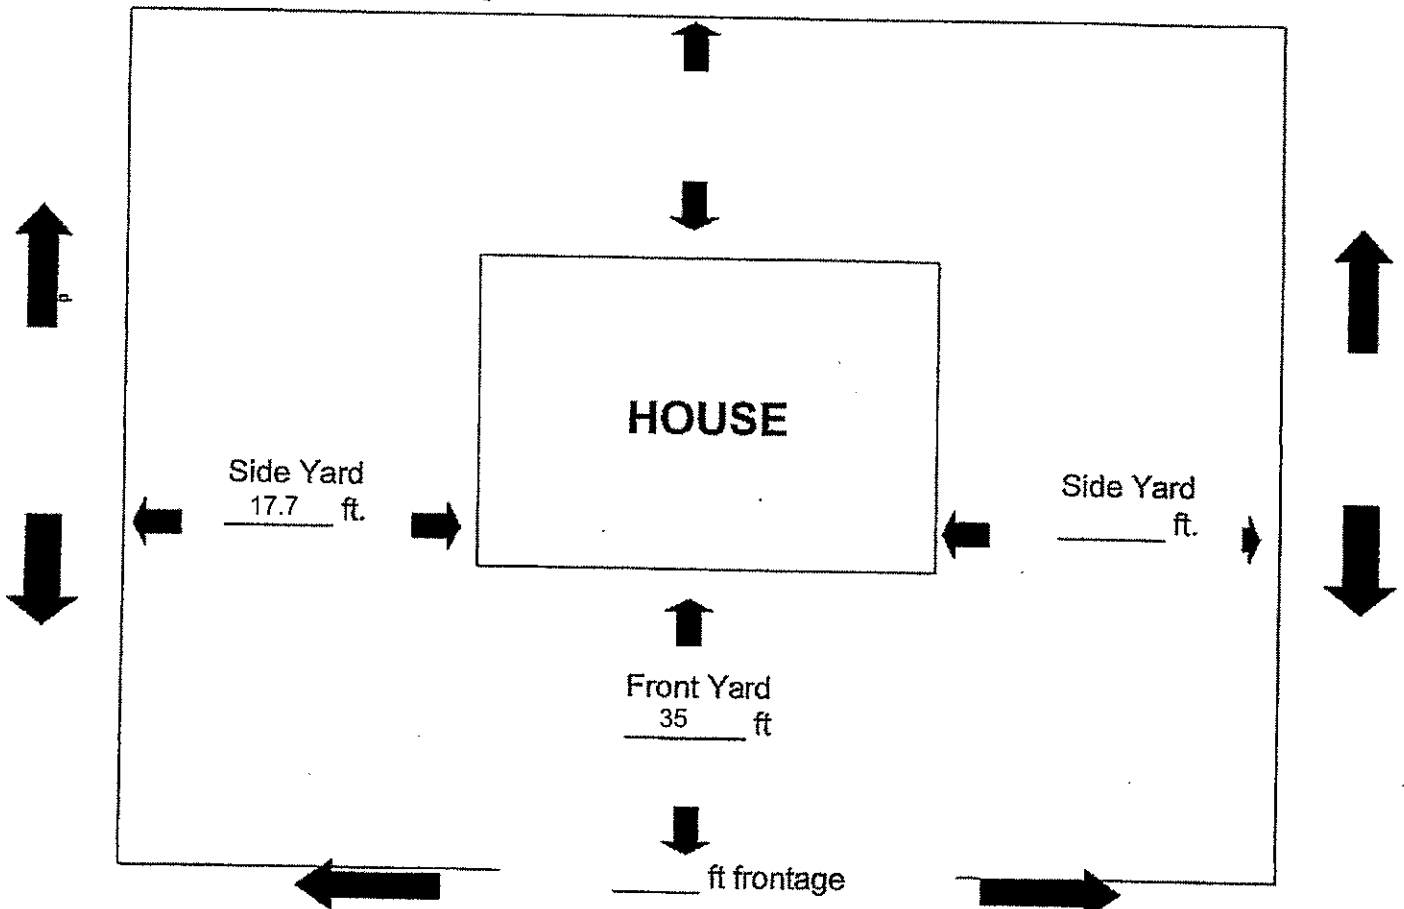 HOUSE
Side Yard
17.7 ft.
Side Yard
ft.
Front Yard
35 ft
ft frontage